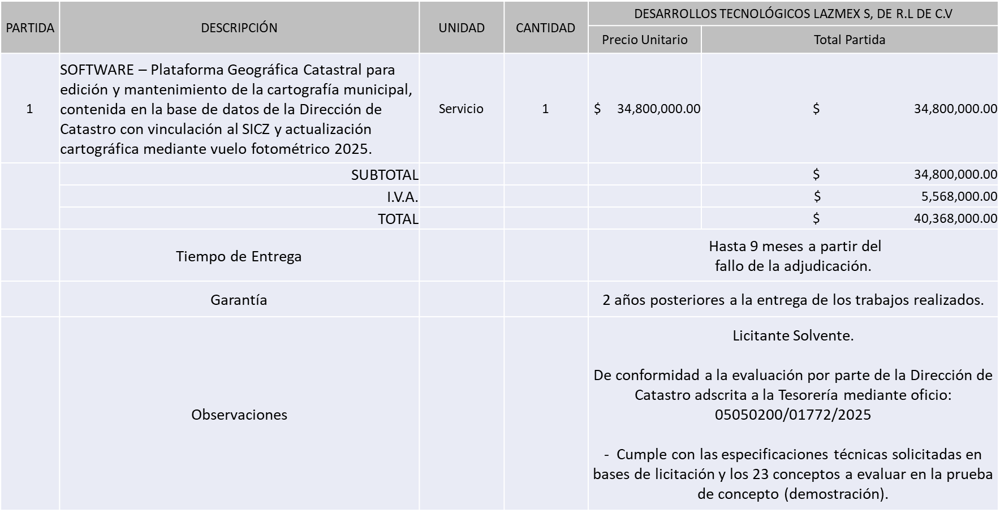 PARTIDA
DESCRIPCIÓN
UNIDAD
CANTIDAD
DESARROLLOS TECNOLÓGICOS LAZMEX S, DE R.L DE C.V
Precio Unitario
Total Partida
1
SOFTWARE – Plataforma Geográfica Catastral para
edición y mantenimiento de la cartografía municipal,
contenida en la base de datos de la Dirección de
Catastro con vinculación al SICZ y actualización
cartográfica mediante vuelo fotométrico 2025.
Servicio
1
$ 34,800,000.00
$ 34,800,000.00
SUBTOTAL
$ 34,800,000.00
I.V.A.
$ 5,568,000.00
TOTAL
$ 40,368,000.00
Tiempo de Entrega
Hasta 9 meses a partir del
fallo de la adjudicación.
Garantía
2 años posteriores a la entrega de los trabajos realizados.
Observaciones
Licitante Solvente.
De conformidad a la evaluación por parte de la Dirección de
Catastro adscrita a la Tesorería mediante oficio:
05050200/01772/2025
- Cumple con las especificaciones técnicas solicitadas en
bases de licitación y los 23 conceptos a evaluar en la prueba
de concepto (demostración).